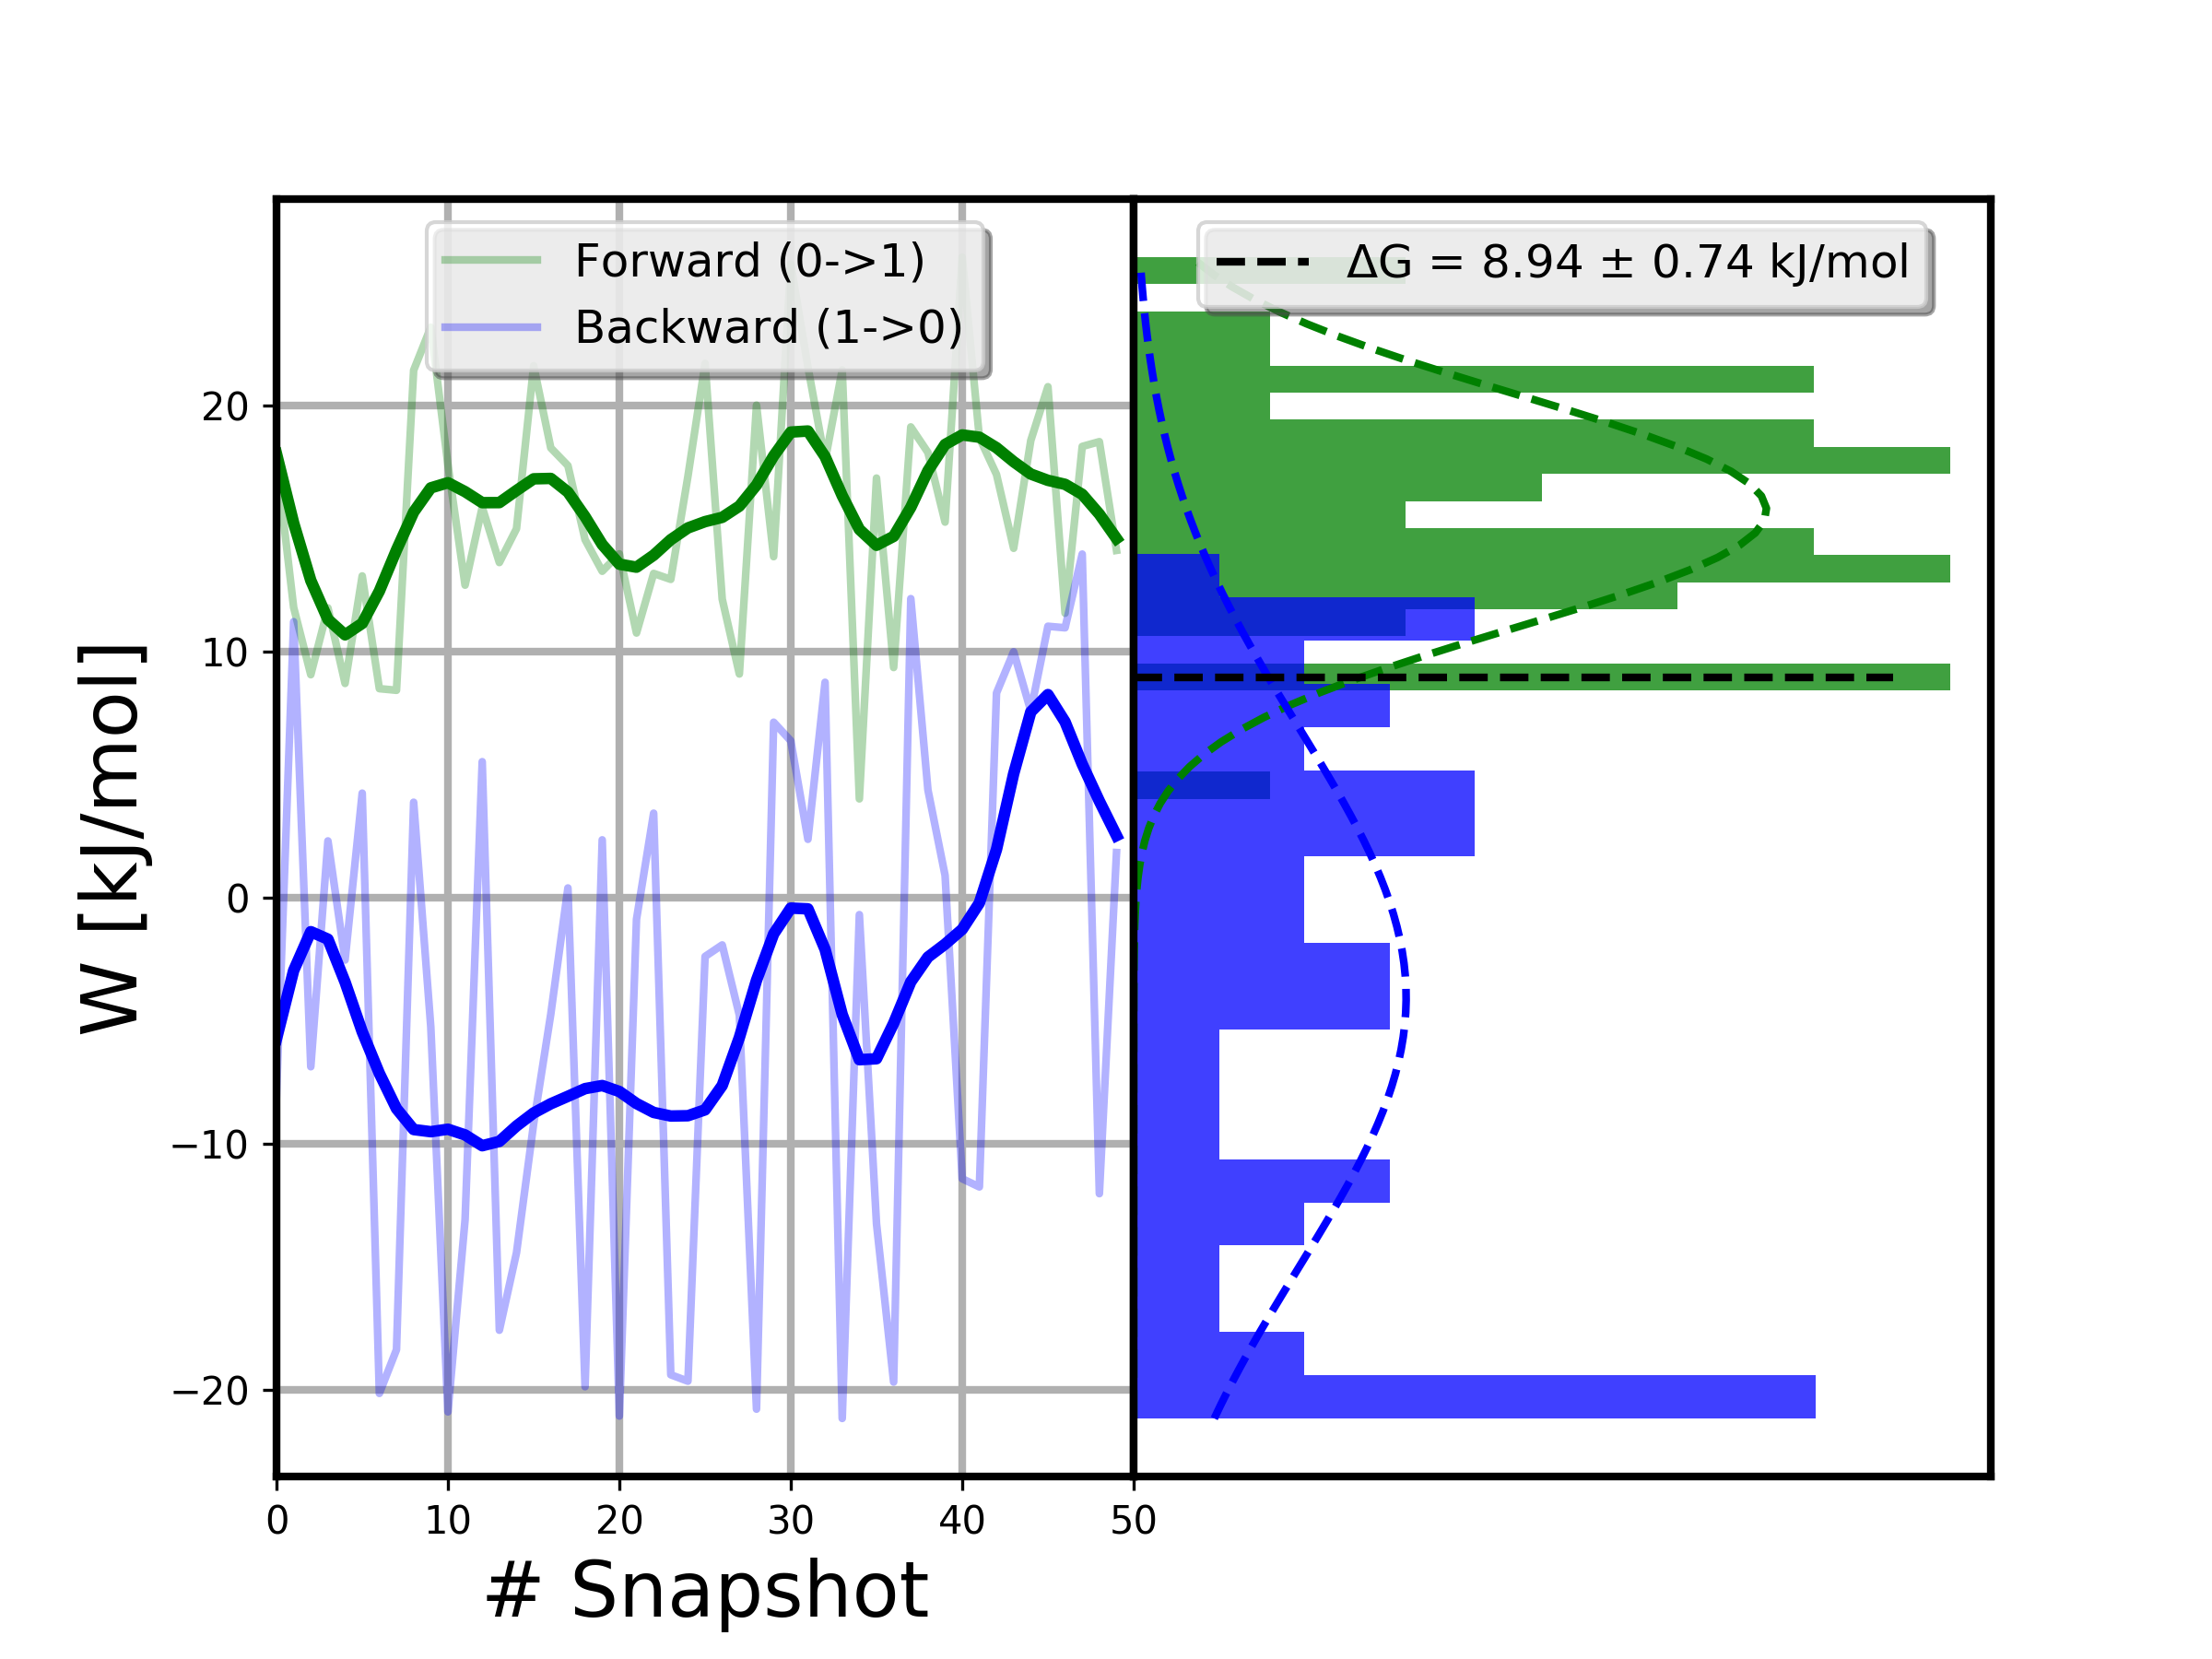 Forward (0->1)
Backward (1->0)
ΔG = 8.94 ± 0.74 kJ/mol
W [kJ/mol]
20
10
0
−10
−20
0 10 20 30 40 50
# Snapshot